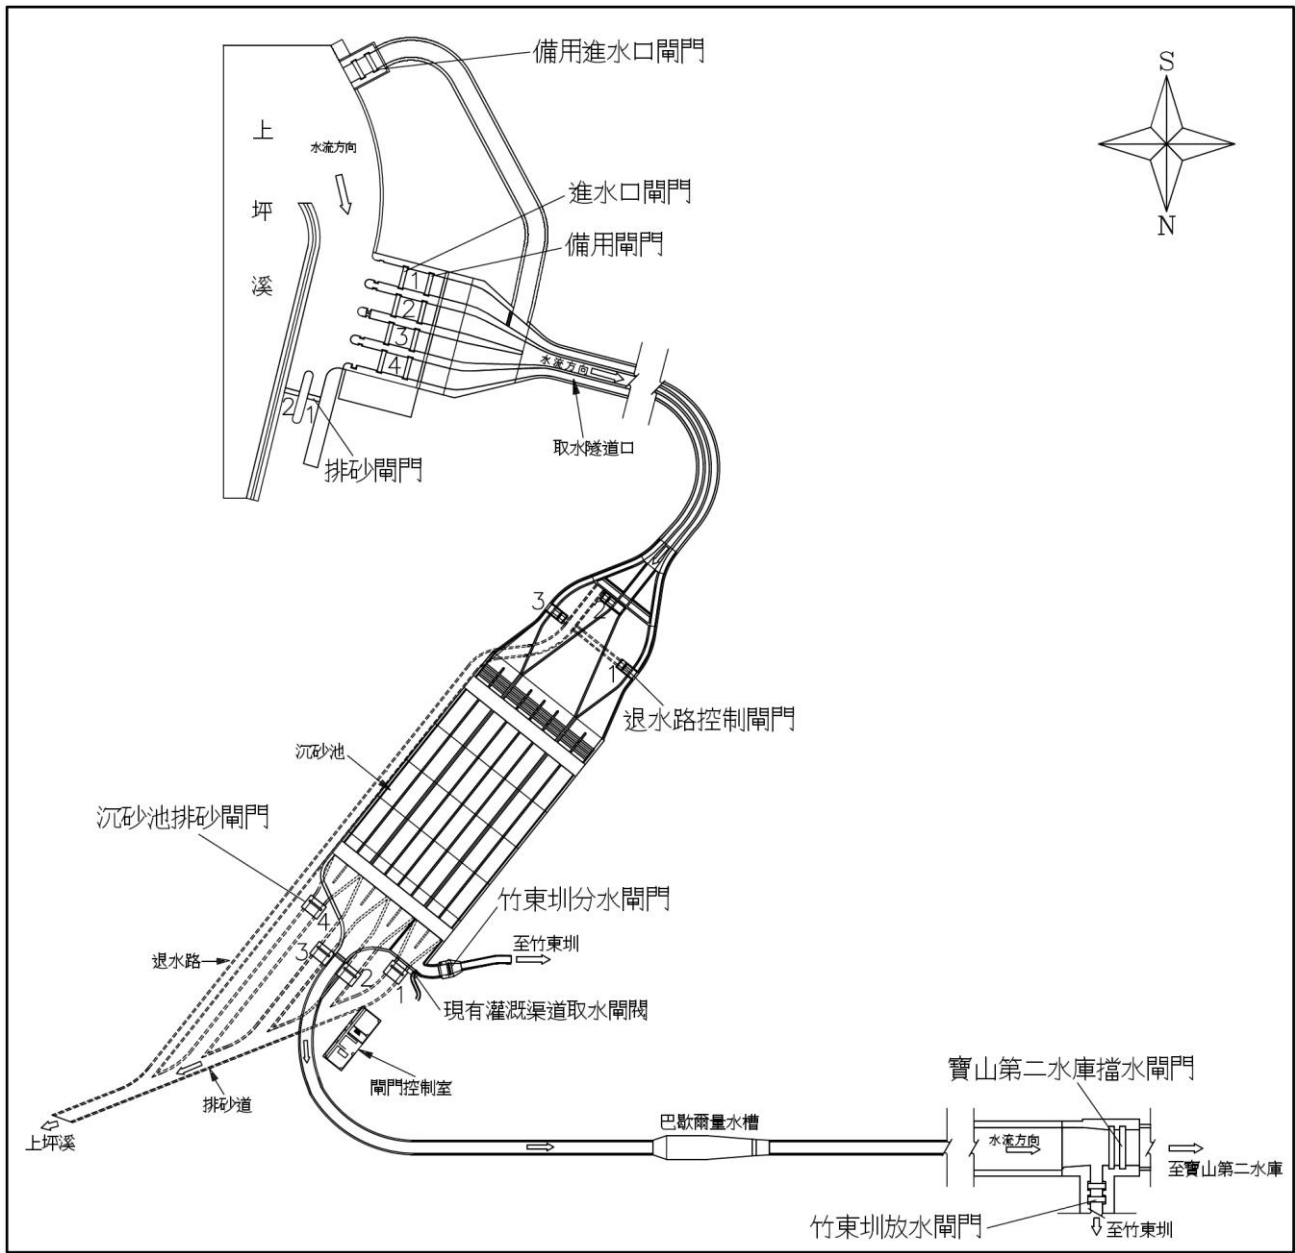 備用進水口閘門
S
N
上
坪
溪
水流方向
進水口閘門
備用閘門
1
2
3
4
水流方向
取水隧道口
2
1
排砂閘門
3
2
1
退水路控制閘門
沉砂池
沉砂池排砂閘門
4
3
2
1
竹東圳分水閘門
至竹東圳
現有灌溉渠道取水閘閥
退水路
閘門控制室
排砂道
上坪溪
巴歇爾量水槽
寶山第二水庫擋水閘門
水流方向
至寶山第二水庫
竹東圳放水閘門
至竹東圳